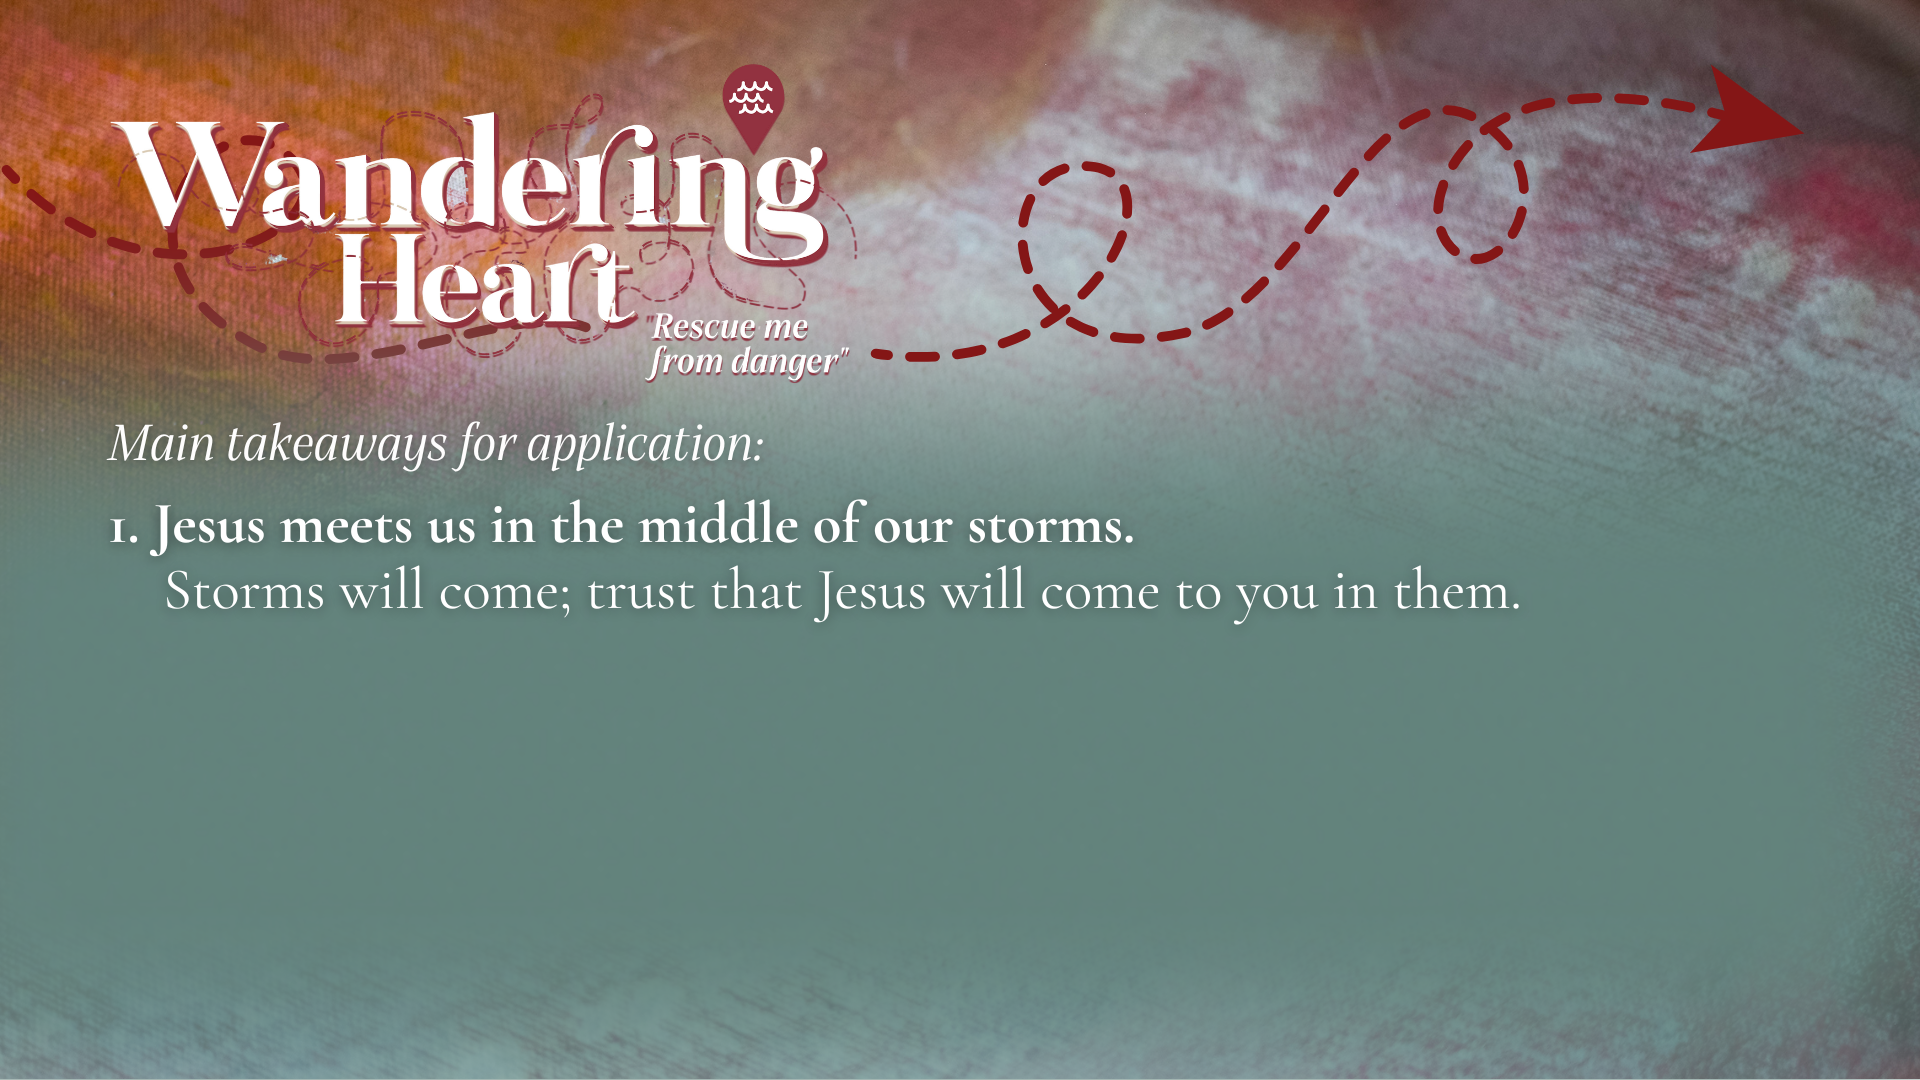 Wandering
Heart
"Rescue me
from danger"
Main takeaways for application:
1. Jesus meets us in the middle of our storms.
Storms will come; trust that Jesus will come to you in them.